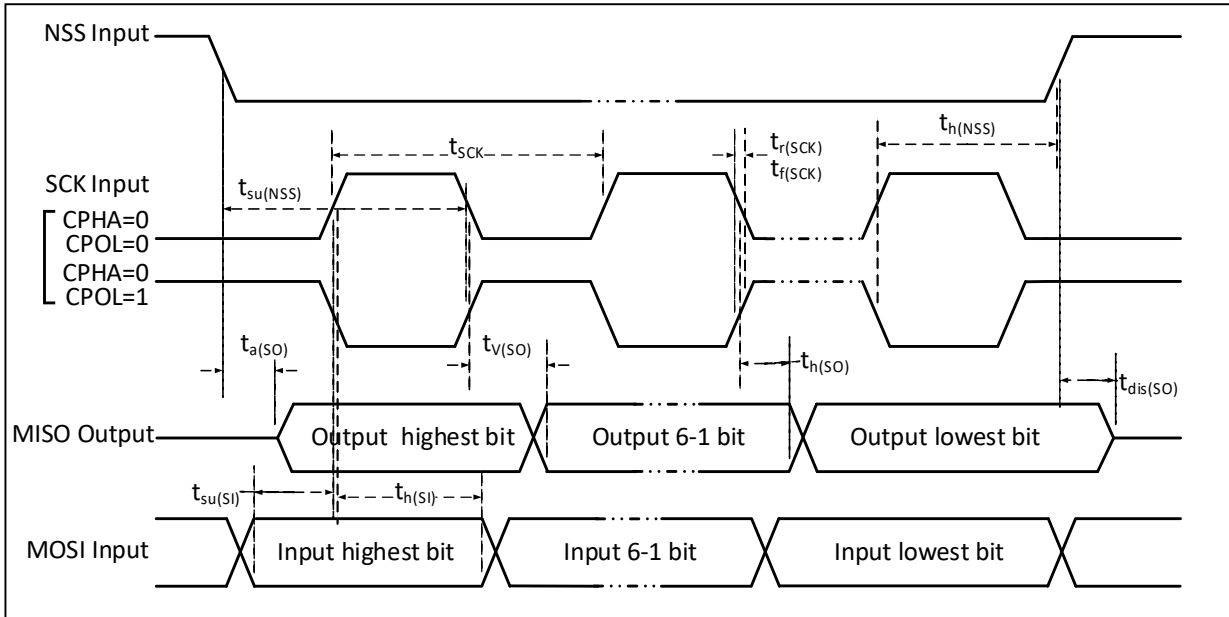 NSS Input
t_h(NSS)
t_SCK
t_r(SCK)
t_f(SCK)
SCK Input
t_su(NSS)
CPHA=0
CPOL=0
CPHA=0
CPOL=1
t_a(SO)
t_V(SO)
t_h(SO)
t_dis(SO)
MISO Output
Output highest bit
Output 6-1 bit
Output lowest bit
t_su(SI)
t_h(SI)
MOSI Input
Input highest bit
Input 6-1 bit
Input lowest bit